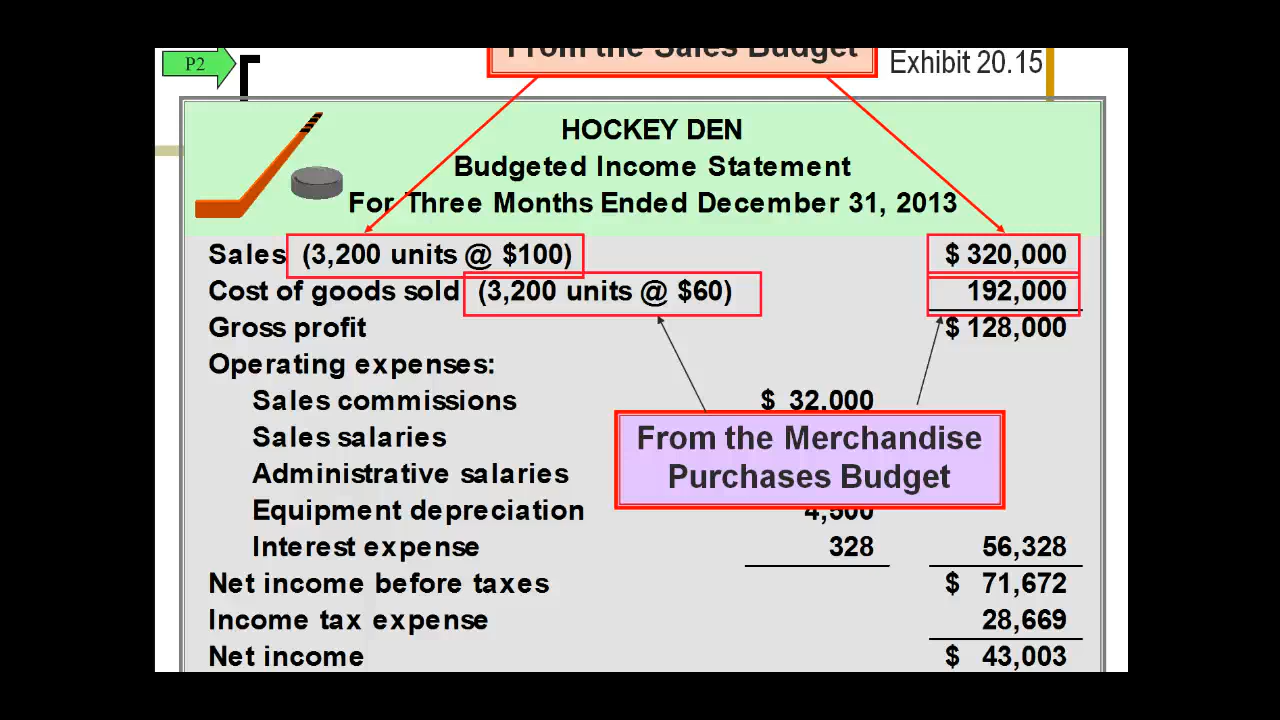 From the Sales Budget
P2
Exhibit 20.15
HOCKEY DEN
Budgeted Income Statement
For Three Months Ended December 31, 2013
Sales (3,200 units @ $100) $ 320,000
Cost of goods sold (3,200 units @ $60) 192,000
Gross profit $ 128,000
Operating expenses:
Sales commissions $ 32,000
Sales salaries
Administrative salaries
From the Merchandise
Purchases Budget
Equipment depreciation 4,500
Interest expense 328 56,328
Net income before taxes $ 71,672
Income tax expense 28,669
Net income $ 43,003